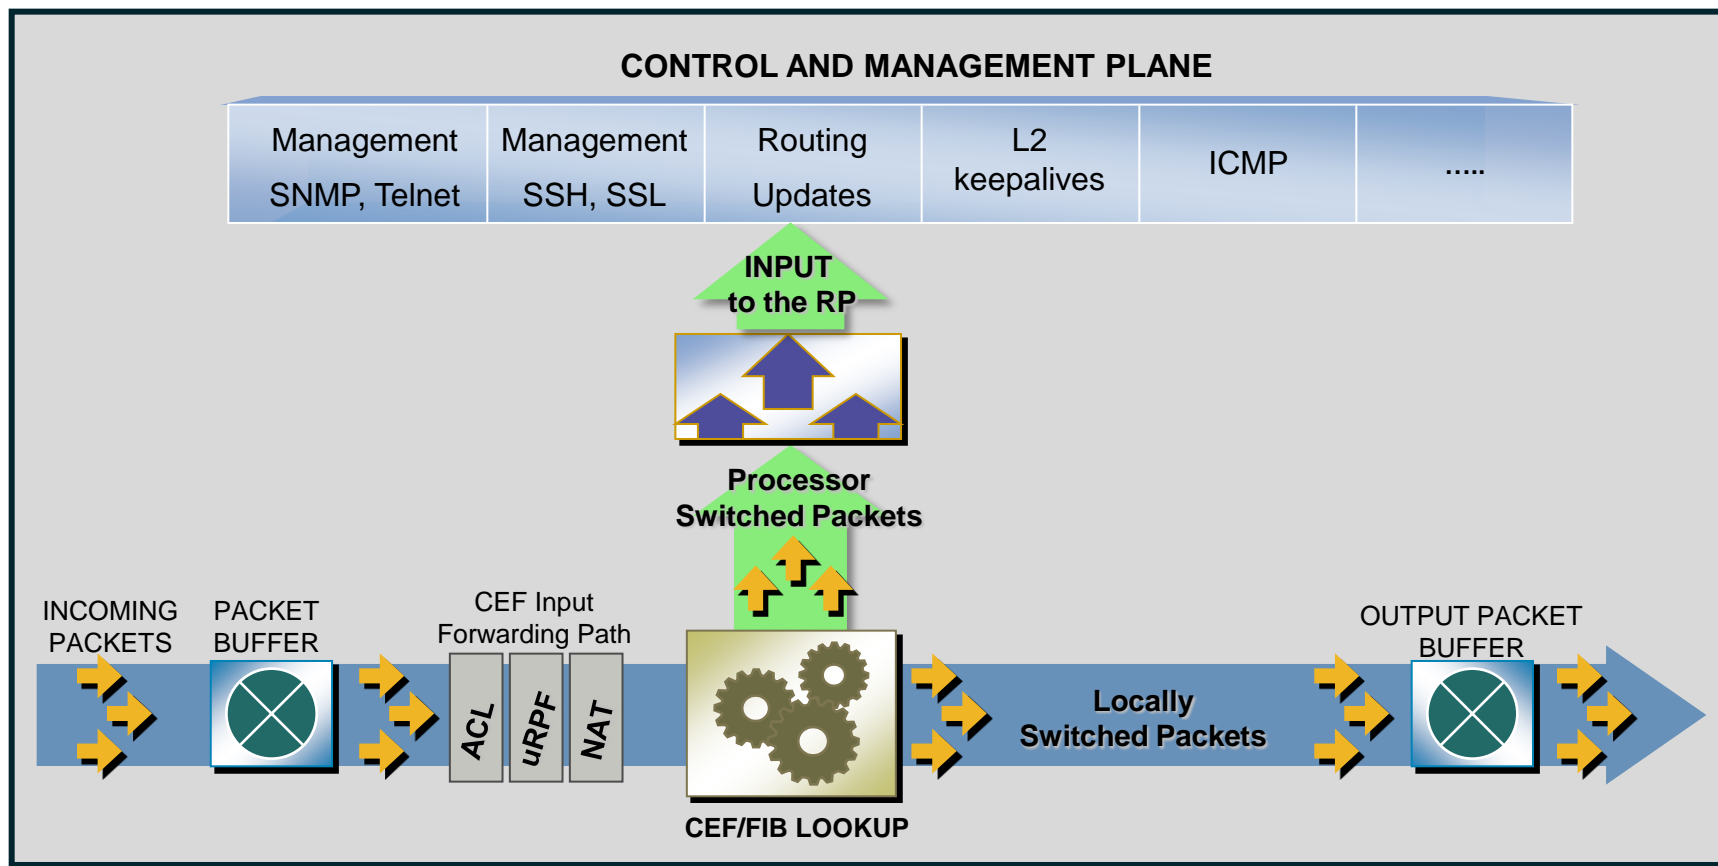 CONTROL AND MANAGEMENT PLANE
Management
SNMP, Telnet
Management
SSH, SSL
Routing
Updates
L2
keepalives
ICMP
.....
INPUT
to the RP
Processor
Switched Packets
INCOMING
PACKETS
PACKET
BUFFER
CEF Input
Forwarding Path
ACL
uRPF
NAT
CEF/FIB LOOKUP
Locally
Switched Packets
OUTPUT PACKET
BUFFER